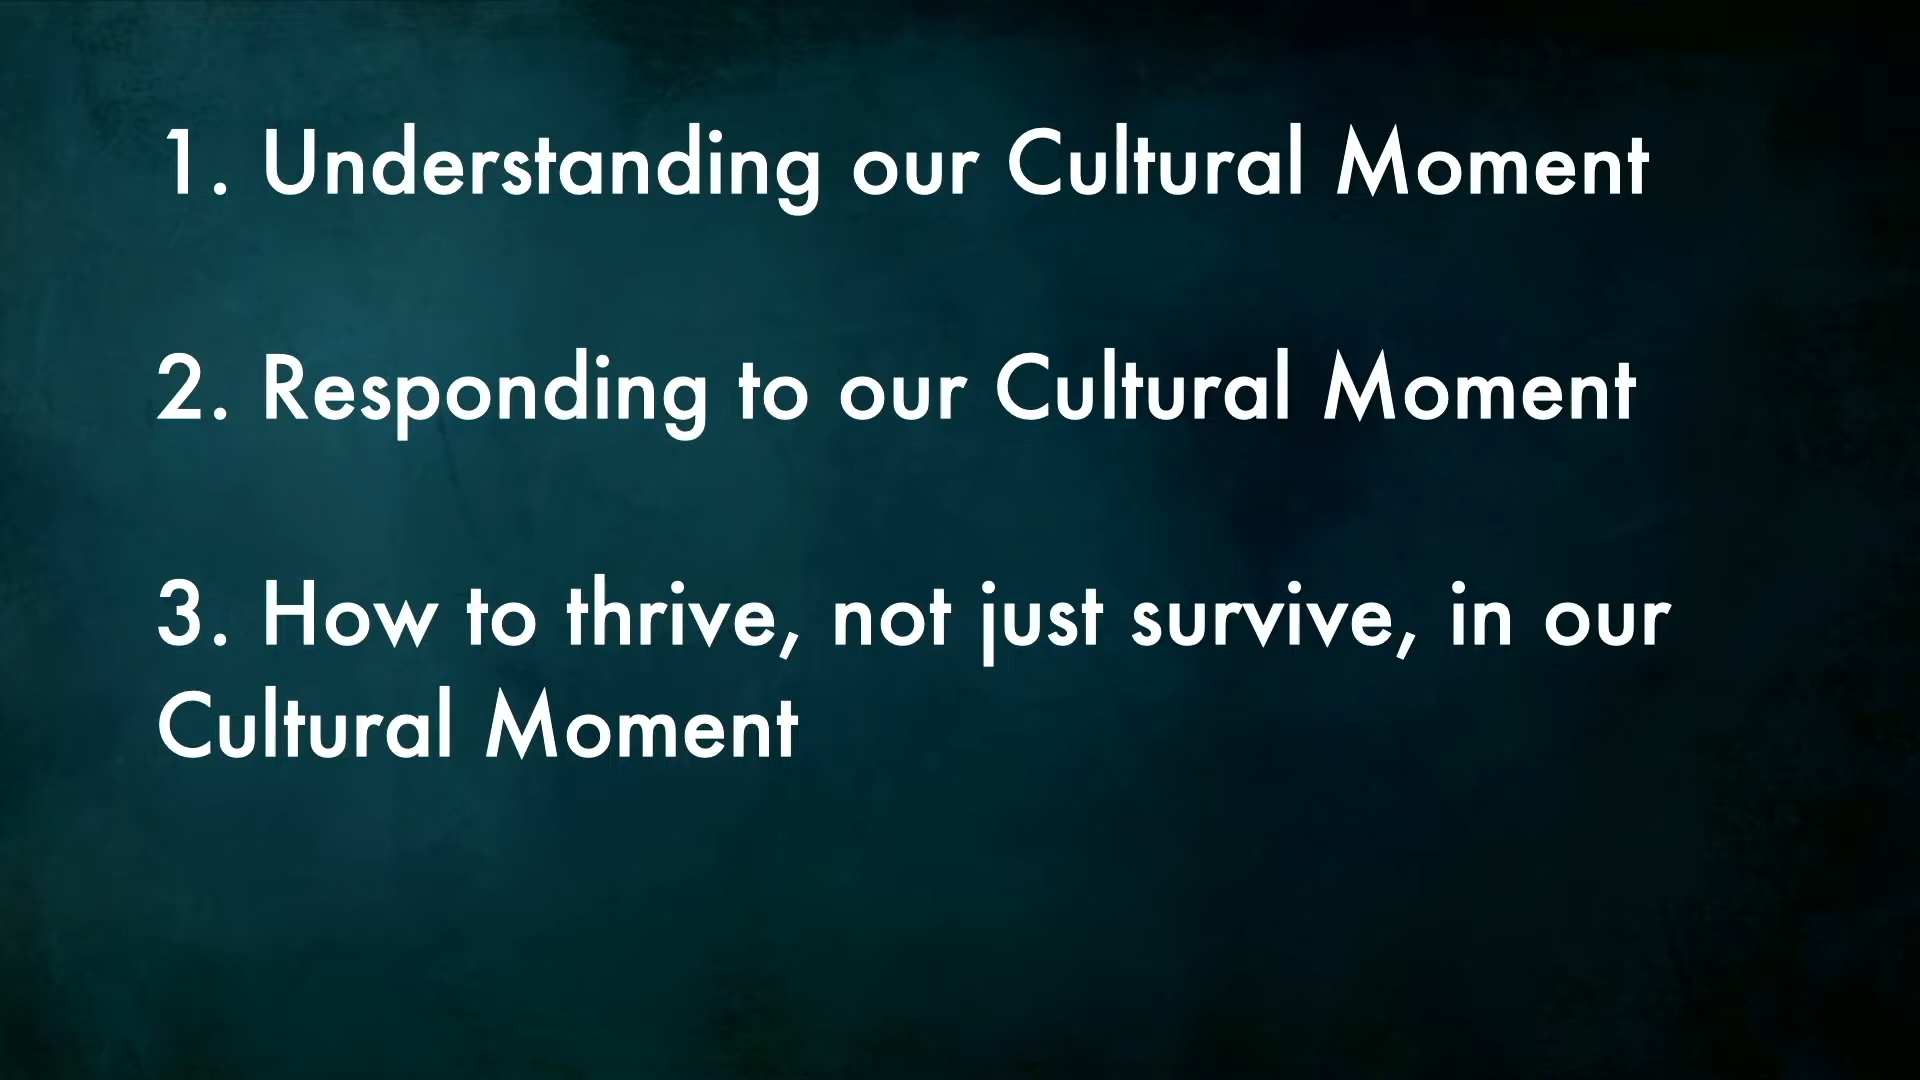 1. Understanding our Cultural Moment
2. Responding to our Cultural Moment
3. How to thrive, not just survive, in our
Cultural Moment